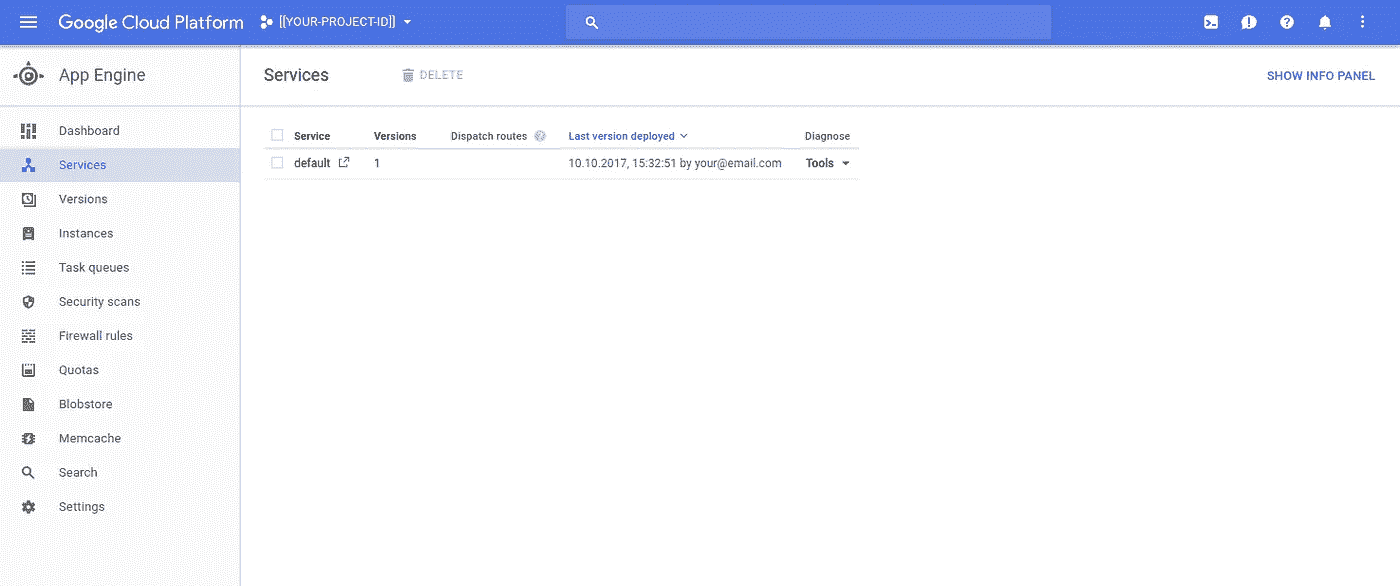 Google Cloud Platform [[YOUR-PROJECT-ID]]
App Engine
Services DELETE SHOW INFO PANEL
Dashboard
Services
Versions
Instances
Task queues
Security scans
Firewall rules
Quotas
Blobstore
Memcache
Search
Settings
Service Versions Dispatch routes ? Last version deployed Diagnose
default 1 10.10.2017, 15:32:51 by your@email.com Tools